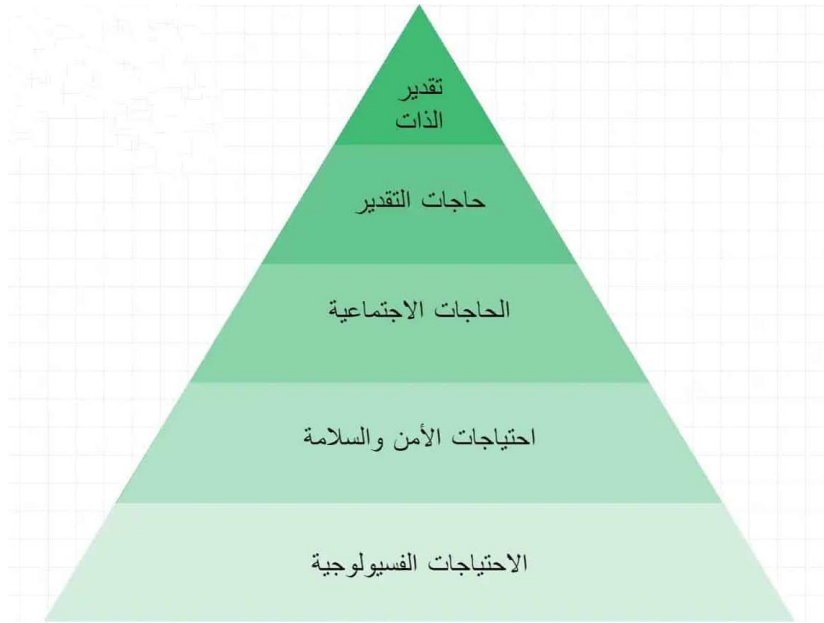 تقدير
الذات
حاجات التقدير
الحاجات الاجتماعية
احتياجات الأمن والسلامة
الاحتياجات الفسيولوجية